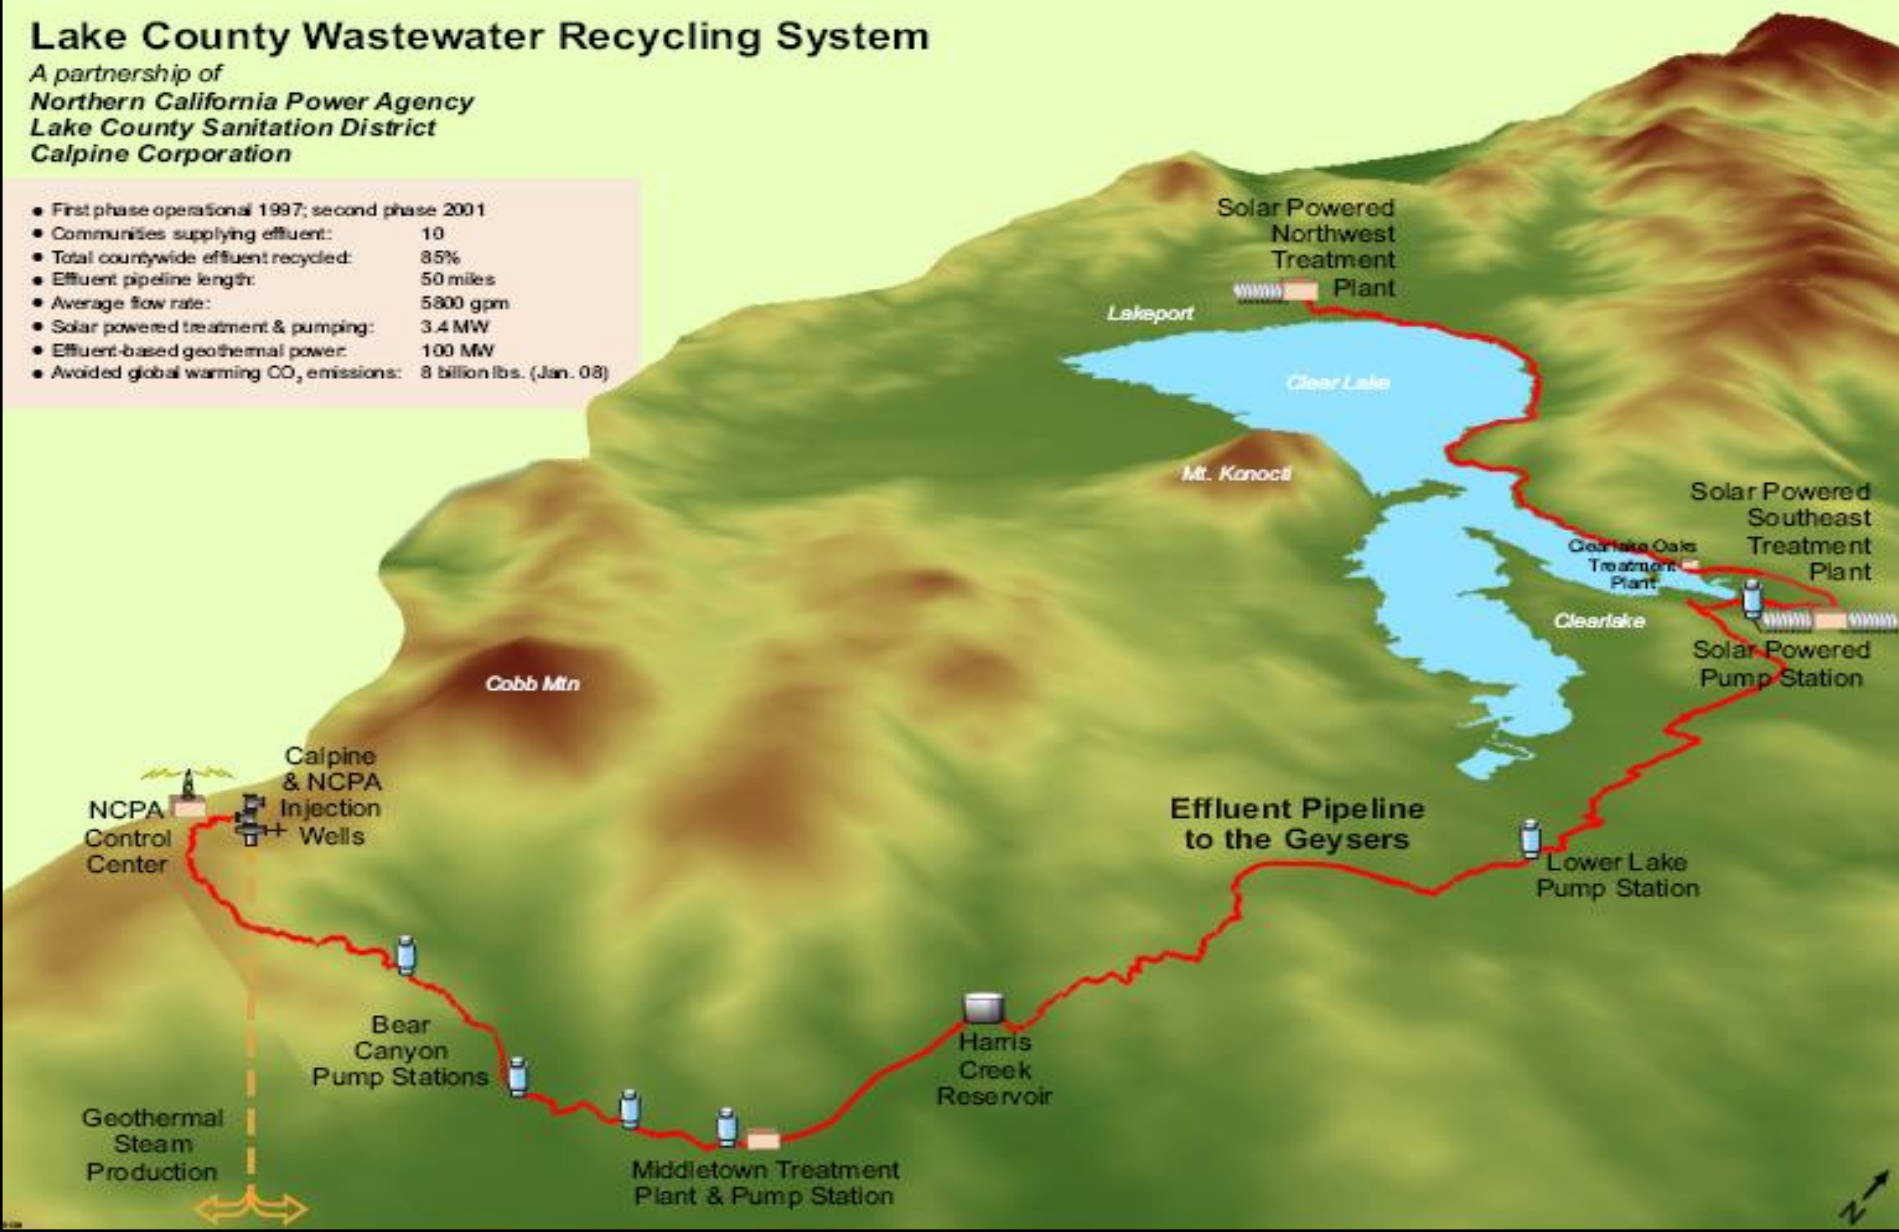 Lake County Wastewater Recycling System
A partnership of
Northern California Power Agency
Lake County Sanitation District
Calpine Corporation
• First phase operational 1997; second phase 2001
• Communities supplying effluent: 10
• Total countywide effluent recycled: 85%
• Effluent pipeline length: 50 miles
• Average flow rate: 5800 gpm
• Solar powered treatment & pumping: 3.4 MW
• Effluent-based geothermal power: 100 MW
• Avoided global warming CO₂ emissions: 8 billion lbs. (Jan. 08)
Solar Powered
Northwest
Treatment
Plant
Lakeport
Clear Lake
Mt. Konocti
Solar Powered
Southeast
Treatment
Plant
Clearlake Oaks
Treatment
Plant
Clearlake
Solar Powered
Pump Station
Cobb Mtn
Calpine
& NCPA
Injection
Wells
NCPA
Control
Center
Effluent Pipeline
to the Geysers
Lower Lake
Pump Station
Bear
Canyon
Pump Stations
Harris
Creek
Reservoir
Geothermal
Steam
Production
Middletown Treatment
Plant & Pump Station
N